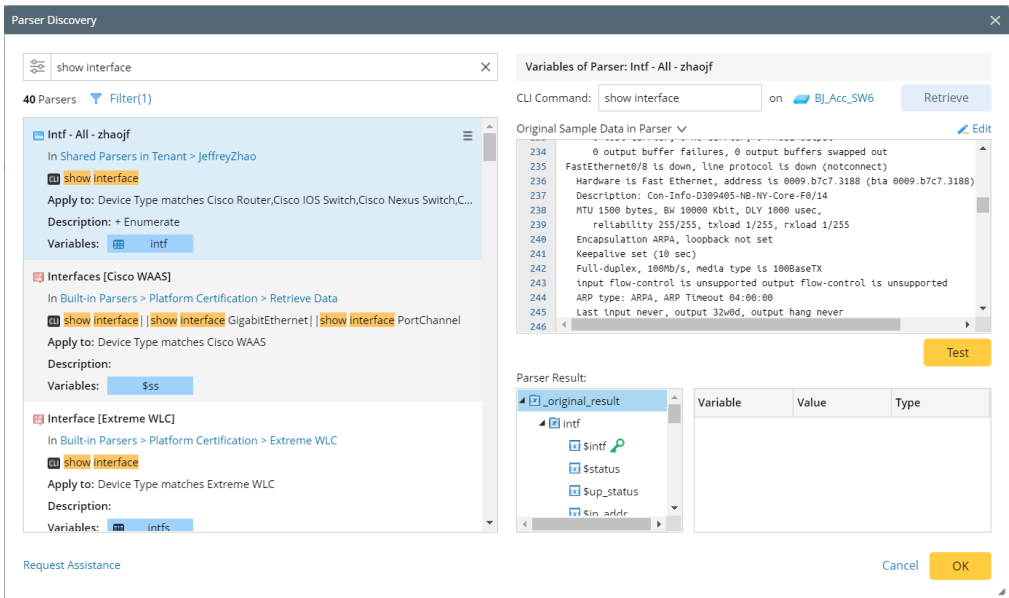 Parser Discovery
show interface
40 Parsers Filter(1)
Intf - All - zhaojf
In Shared Parsers in Tenant > JeffreyZhao
CLI show interface
Apply to: Device Type matches Cisco Router,Cisco IOS Switch,Cisco Nexus Switch,C...
Description: + Enumerate
Variables: intf
Interfaces [Cisco WAAS]
In Built-in Parsers > Platform Certification > Retrieve Data
CLI show interface||show interface GigabitEthernet||show interface PortChannel
Apply to: Device Type matches Cisco WAAS
Description:
Variables: $ss
Interface [Extreme WLC]
In Built-in Parsers > Platform Certification > Extreme WLC
CLI show interface
Apply to: Device Type matches Extreme WLC
Description:
Variables: intfs
Request Assistance
Variables of Parser: Intf - All - zhaojf
CLI Command: show interface on BJ_Acc_SW6 Retrieve
Original Sample Data in Parser Edit
234 0 output buffer failures, 0 output buffers swapped out
235 FastEthernet0/8 is down, line protocol is down (notconnect)
236 Hardware is Fast Ethernet, address is 0009.b7c7.3188 (bia 0009.b7c7.3188)
237 Description: Con-Info-D309405-NB-NY-Core-F0/14
238 MTU 1500 bytes, BW 10000 Kbit, DLY 1000 usec,
239 reliability 255/255, txload 1/255, rxload 1/255
240 Encapsulation ARPA, loopback not set
241 Keepalive set (10 sec)
242 Full-duplex, 100Mb/s, media type is 100BaseTX
243 input flow-control is unsupported output flow-control is unsupported
244 ARP type: ARPA, ARP Timeout 04:00:00
245 Last input never, output 32w0d, output hang never
246
Test
Parser Result:
_original_result
intf
$intf
$status
$up_status
$ip_addr
Variable Value Type
Cancel OK